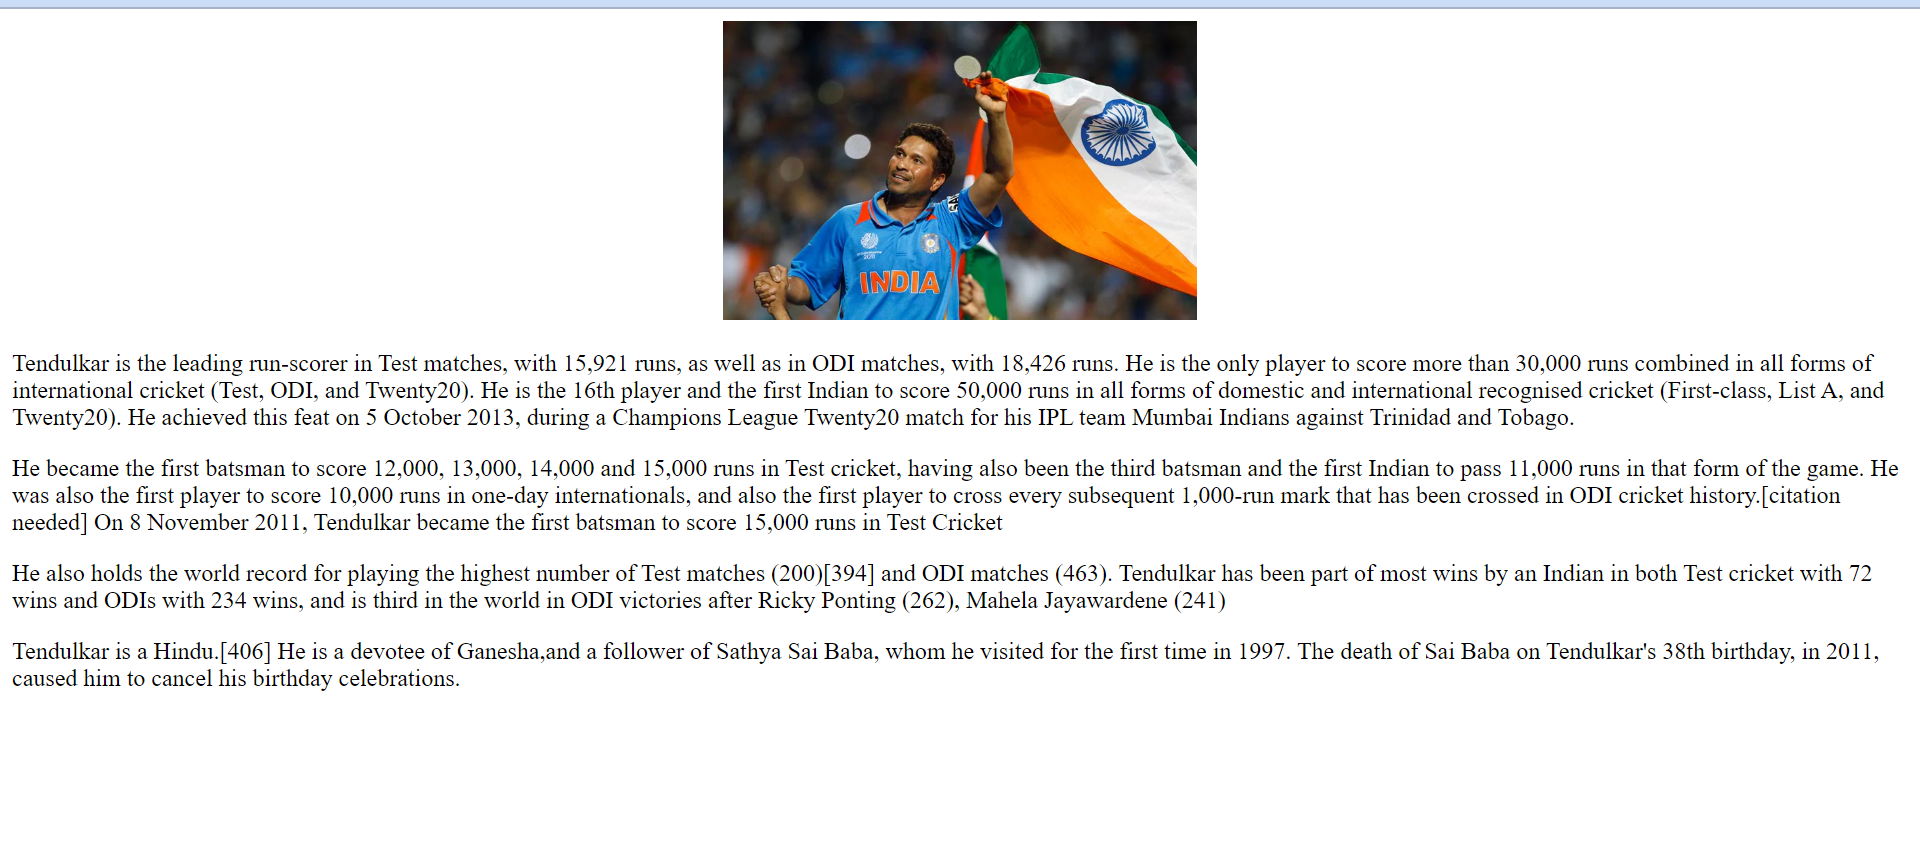 2011
INDIA
Tendulkar is the leading run-scorer in Test matches, with 15,921 runs, as well as in ODI matches, with 18,426 runs. He is the only player to score more than 30,000 runs combined in all forms of
international cricket (Test, ODI, and Twenty20). He is the 16th player and the first Indian to score 50,000 runs in all forms of domestic and international recognised cricket (First-class, List A, and
Twenty20). He achieved this feat on 5 October 2013, during a Champions League Twenty20 match for his IPL team Mumbai Indians against Trinidad and Tobago.
He became the first batsman to score 12,000, 13,000, 14,000 and 15,000 runs in Test cricket, having also been the third batsman and the first Indian to pass 11,000 runs in that form of the game. He
was also the first player to score 10,000 runs in one-day internationals, and also the first player to cross every subsequent 1,000-run mark that has been crossed in ODI cricket history.[citation
needed] On 8 November 2011, Tendulkar became the first batsman to score 15,000 runs in Test Cricket
He also holds the world record for playing the highest number of Test matches (200)[394] and ODI matches (463). Tendulkar has been part of most wins by an Indian in both Test cricket with 72
wins and ODIs with 234 wins, and is third in the world in ODI victories after Ricky Ponting (262), Mahela Jayawardene (241)
Tendulkar is a Hindu.[406] He is a devotee of Ganesha,and a follower of Sathya Sai Baba, whom he visited for the first time in 1997. The death of Sai Baba on Tendulkar's 38th birthday, in 2011,
caused him to cancel his birthday celebrations.